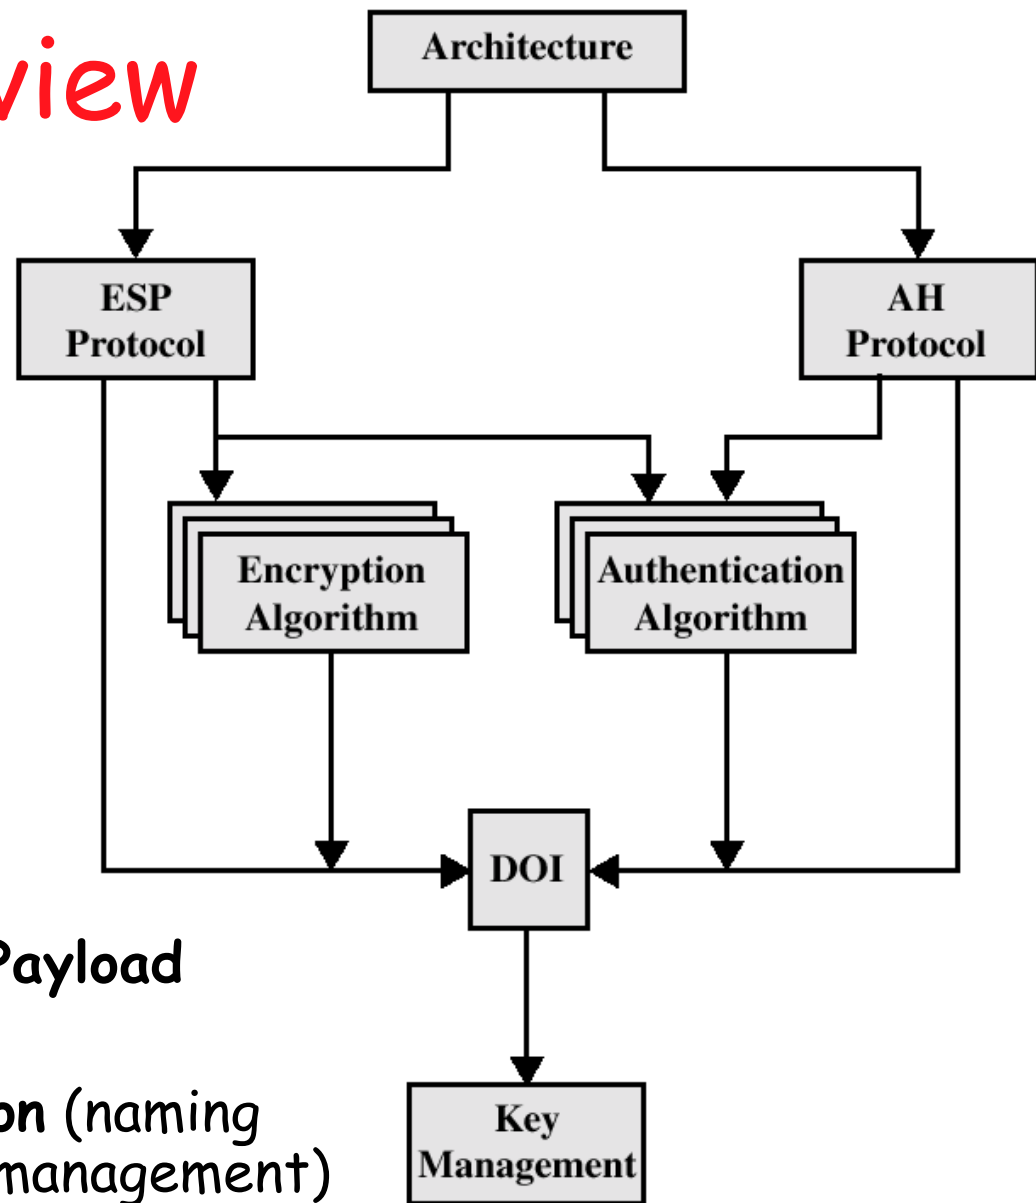 view
Architecture
ESP
Protocol
AH
Protocol
Encryption
Algorithm
Authentication
Algorithm
DOI
Payload
on (naming
management)
Key
Management